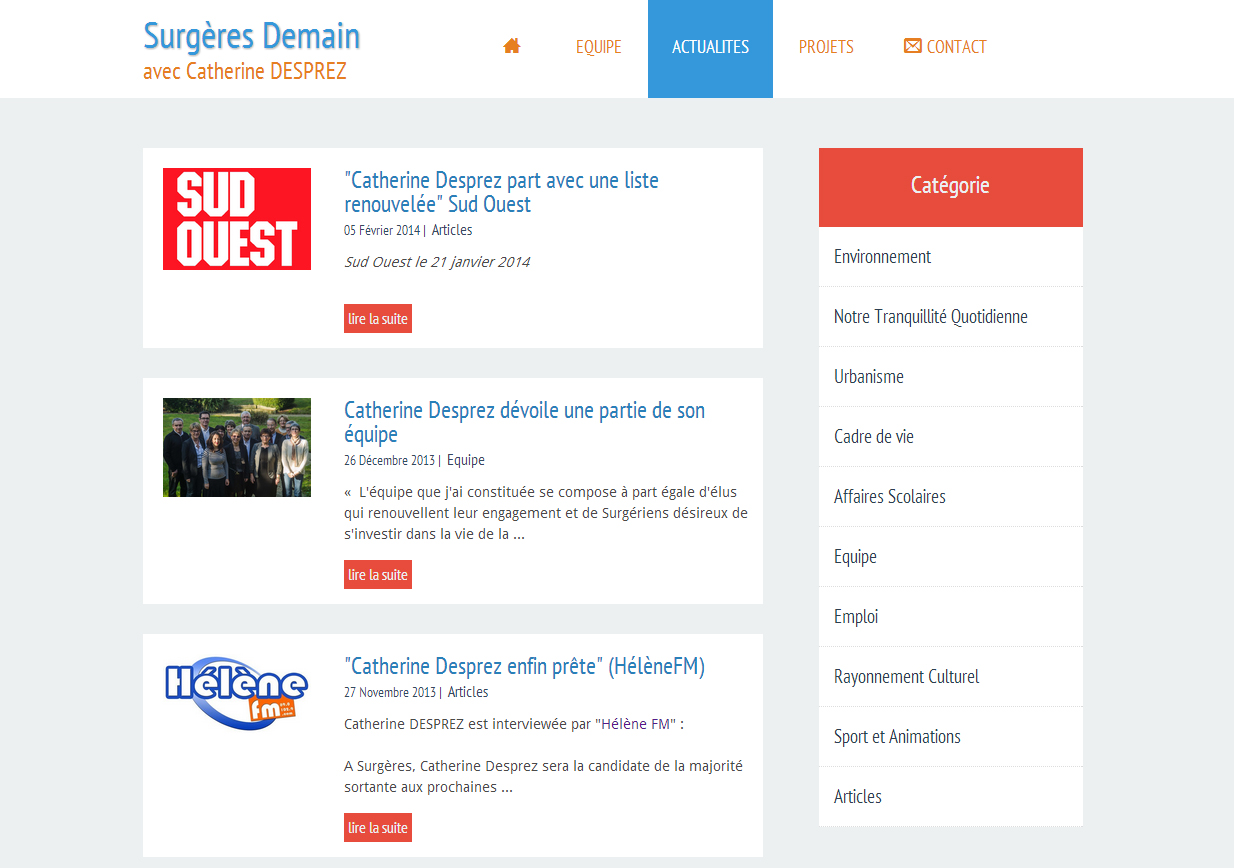 Surgères Demain
avec Catherine DESPREZ
EQUIPE
ACTUALITES
PROJETS
CONTACT
SUD
OUEST
"Catherine Desprez part avec une liste
renouvelée" Sud Ouest
05 Février 2014 | Articles
Sud Ouest le 21 janvier 2014
lire la suite
Catherine Desprez dévoile une partie de son
équipe
26 Décembre 2013 | Equipe
« L'équipe que j'ai constituée se compose à part égale d'élus
qui renouvellent leur engagement et de Surgériens désireux de
s'investir dans la vie de la ...
lire la suite
Hélène
fm
"Catherine Desprez enfin prête" (HélèneFM)
27 Novembre 2013 | Articles
Catherine DESPREZ est interviewée par "Hélène FM" :
A Surgères, Catherine Desprez sera la candidate de la majorité
sortante aux prochaines ...
lire la suite
Catégorie
Environnement
Notre Tranquillité Quotidienne
Urbanisme
Cadre de vie
Affaires Scolaires
Equipe
Emploi
Rayonnement Culturel
Sport et Animations
Articles